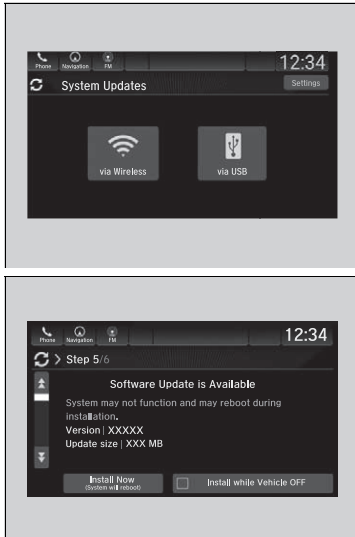 Phone Navigation FM 12:34
System Updates Settings
via Wireless via USB
Phone Navigation FM 12:34
Step 5/6
Software Update is Available
System may not function and may reboot during
installation.
Version | XXXXX
Update size | XXX MB
Install Now Install while Vehicle OFF
(System will reboot)